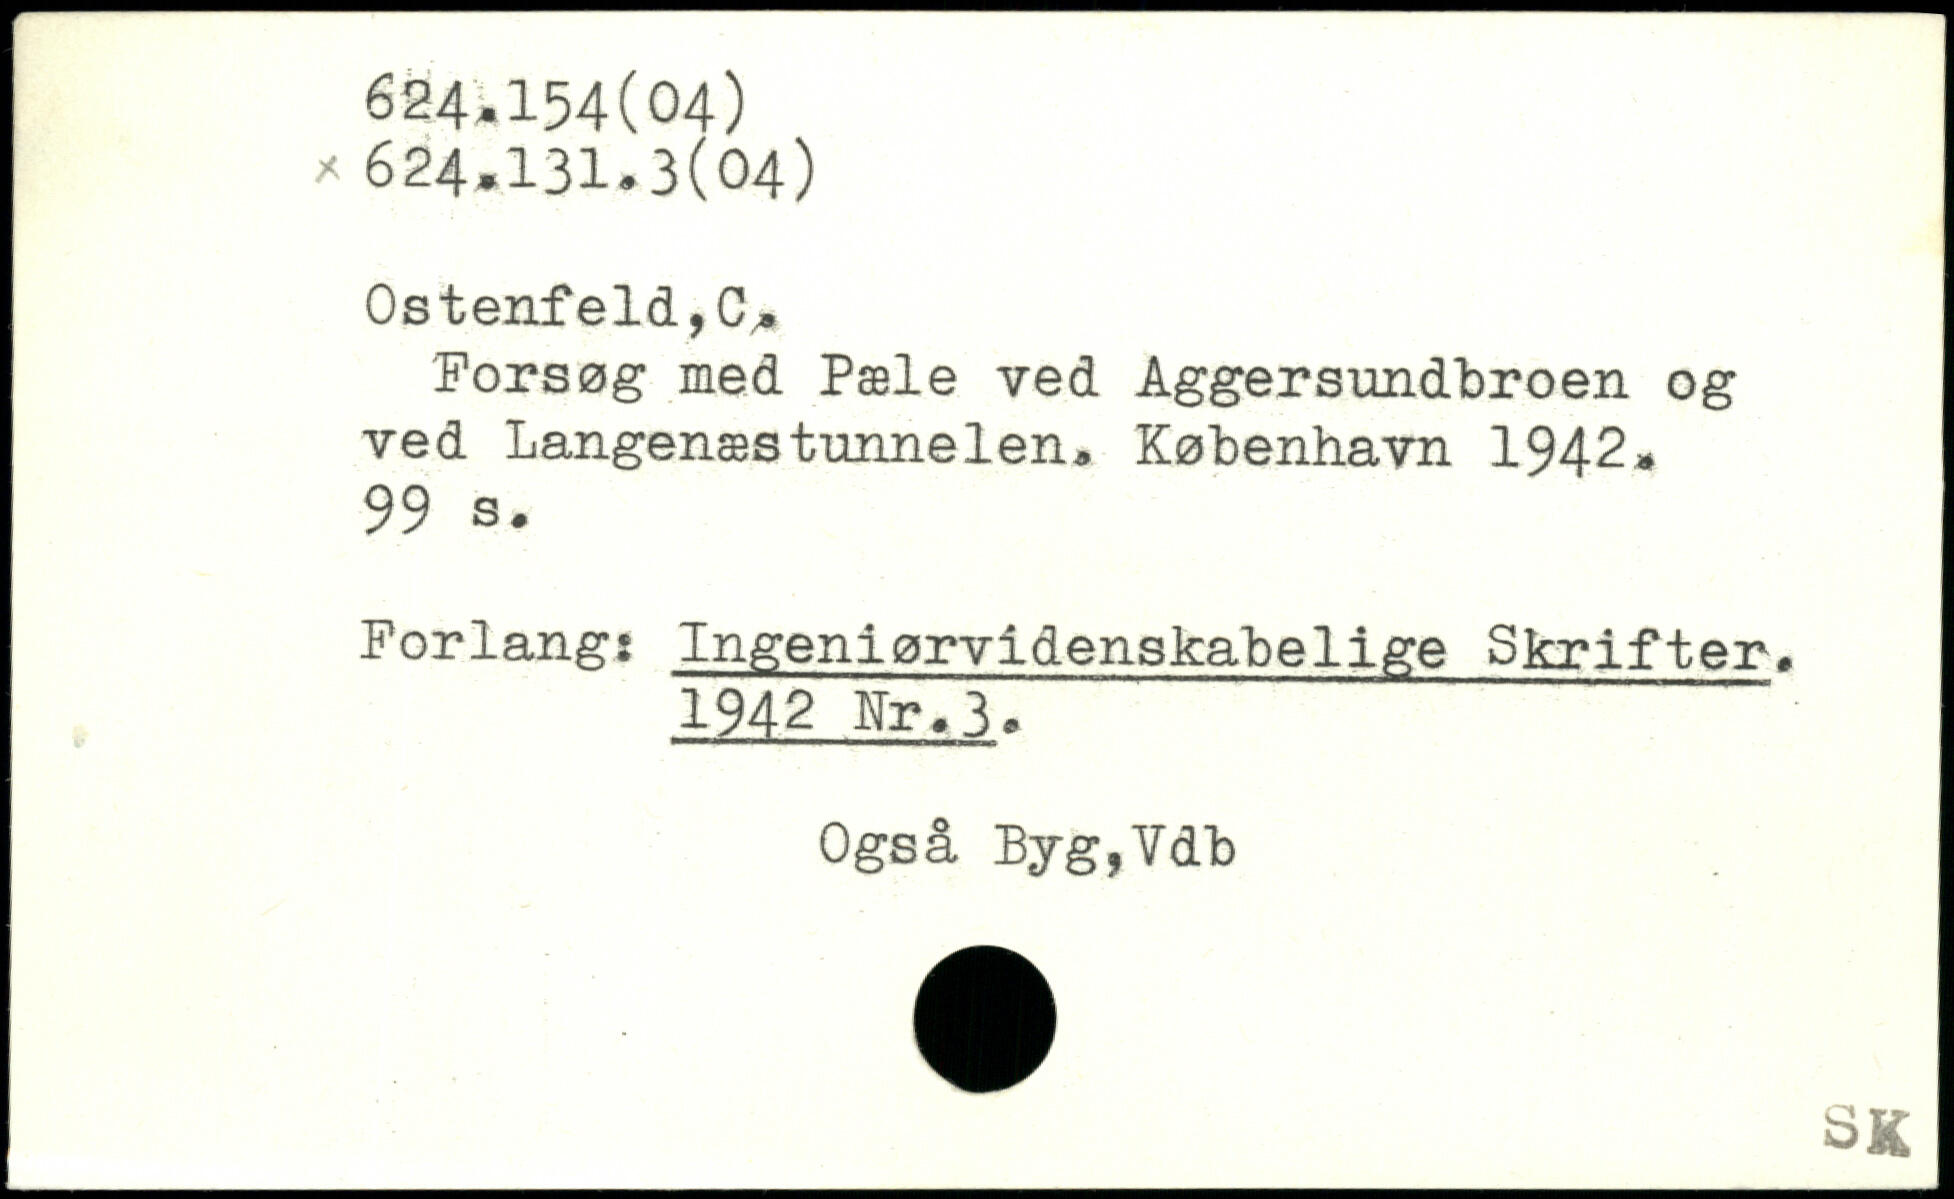 624.154(04)
× 624.131.3(04)
Ostenfeld,C.
Forsøg med Pæle ved Aggersundbroen og
ved Langenæstunnelen. København 1942.
99 s.
Forlang: Ingeniørvidenskabelige Skrifter.
1942 Nr.3.
Også Byg,Vdb
SK